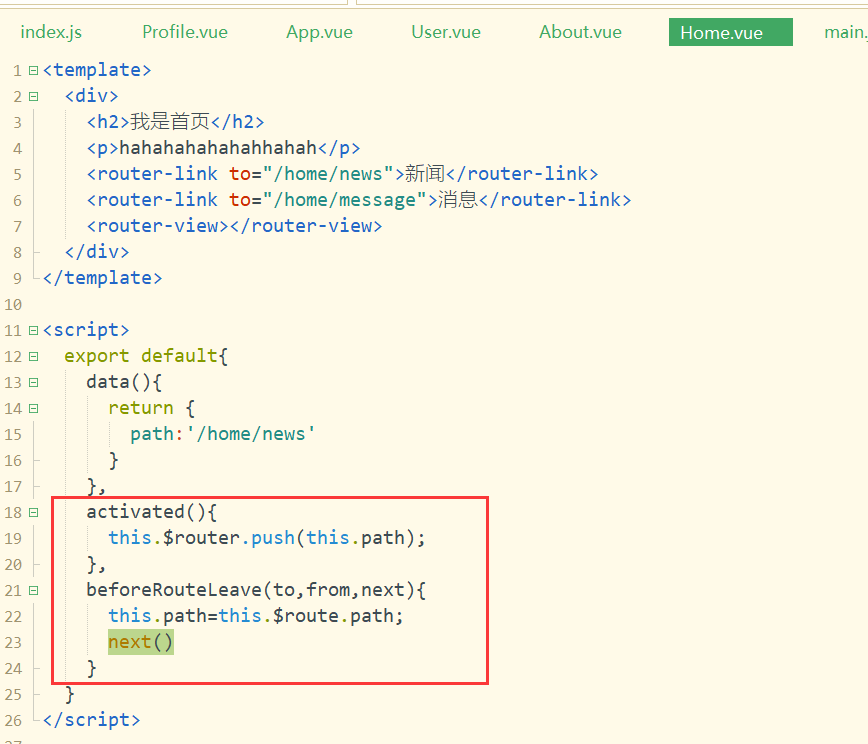 index.js Profile.vue App.vue User.vue About.vue Home.vue main.
1 <template>
2 <div>
3 <h2>我是首页</h2>
4 <p>hahahahahahahhahah</p>
5 <router-link to="/home/news">新闻</router-link>
6 <router-link to="/home/message">消息</router-link>
7 <router-view></router-view>
8 </div>
9 </template>
10
11 <script>
12 export default{
13 data(){
14 return {
15 path:'/home/news'
16 }
17 },
18 activated(){
19 this.$router.push(this.path);
20 },
21 beforeRouteLeave(to,from,next){
22 this.path=this.$route.path;
23 next()
24 }
25 }
26 </script>